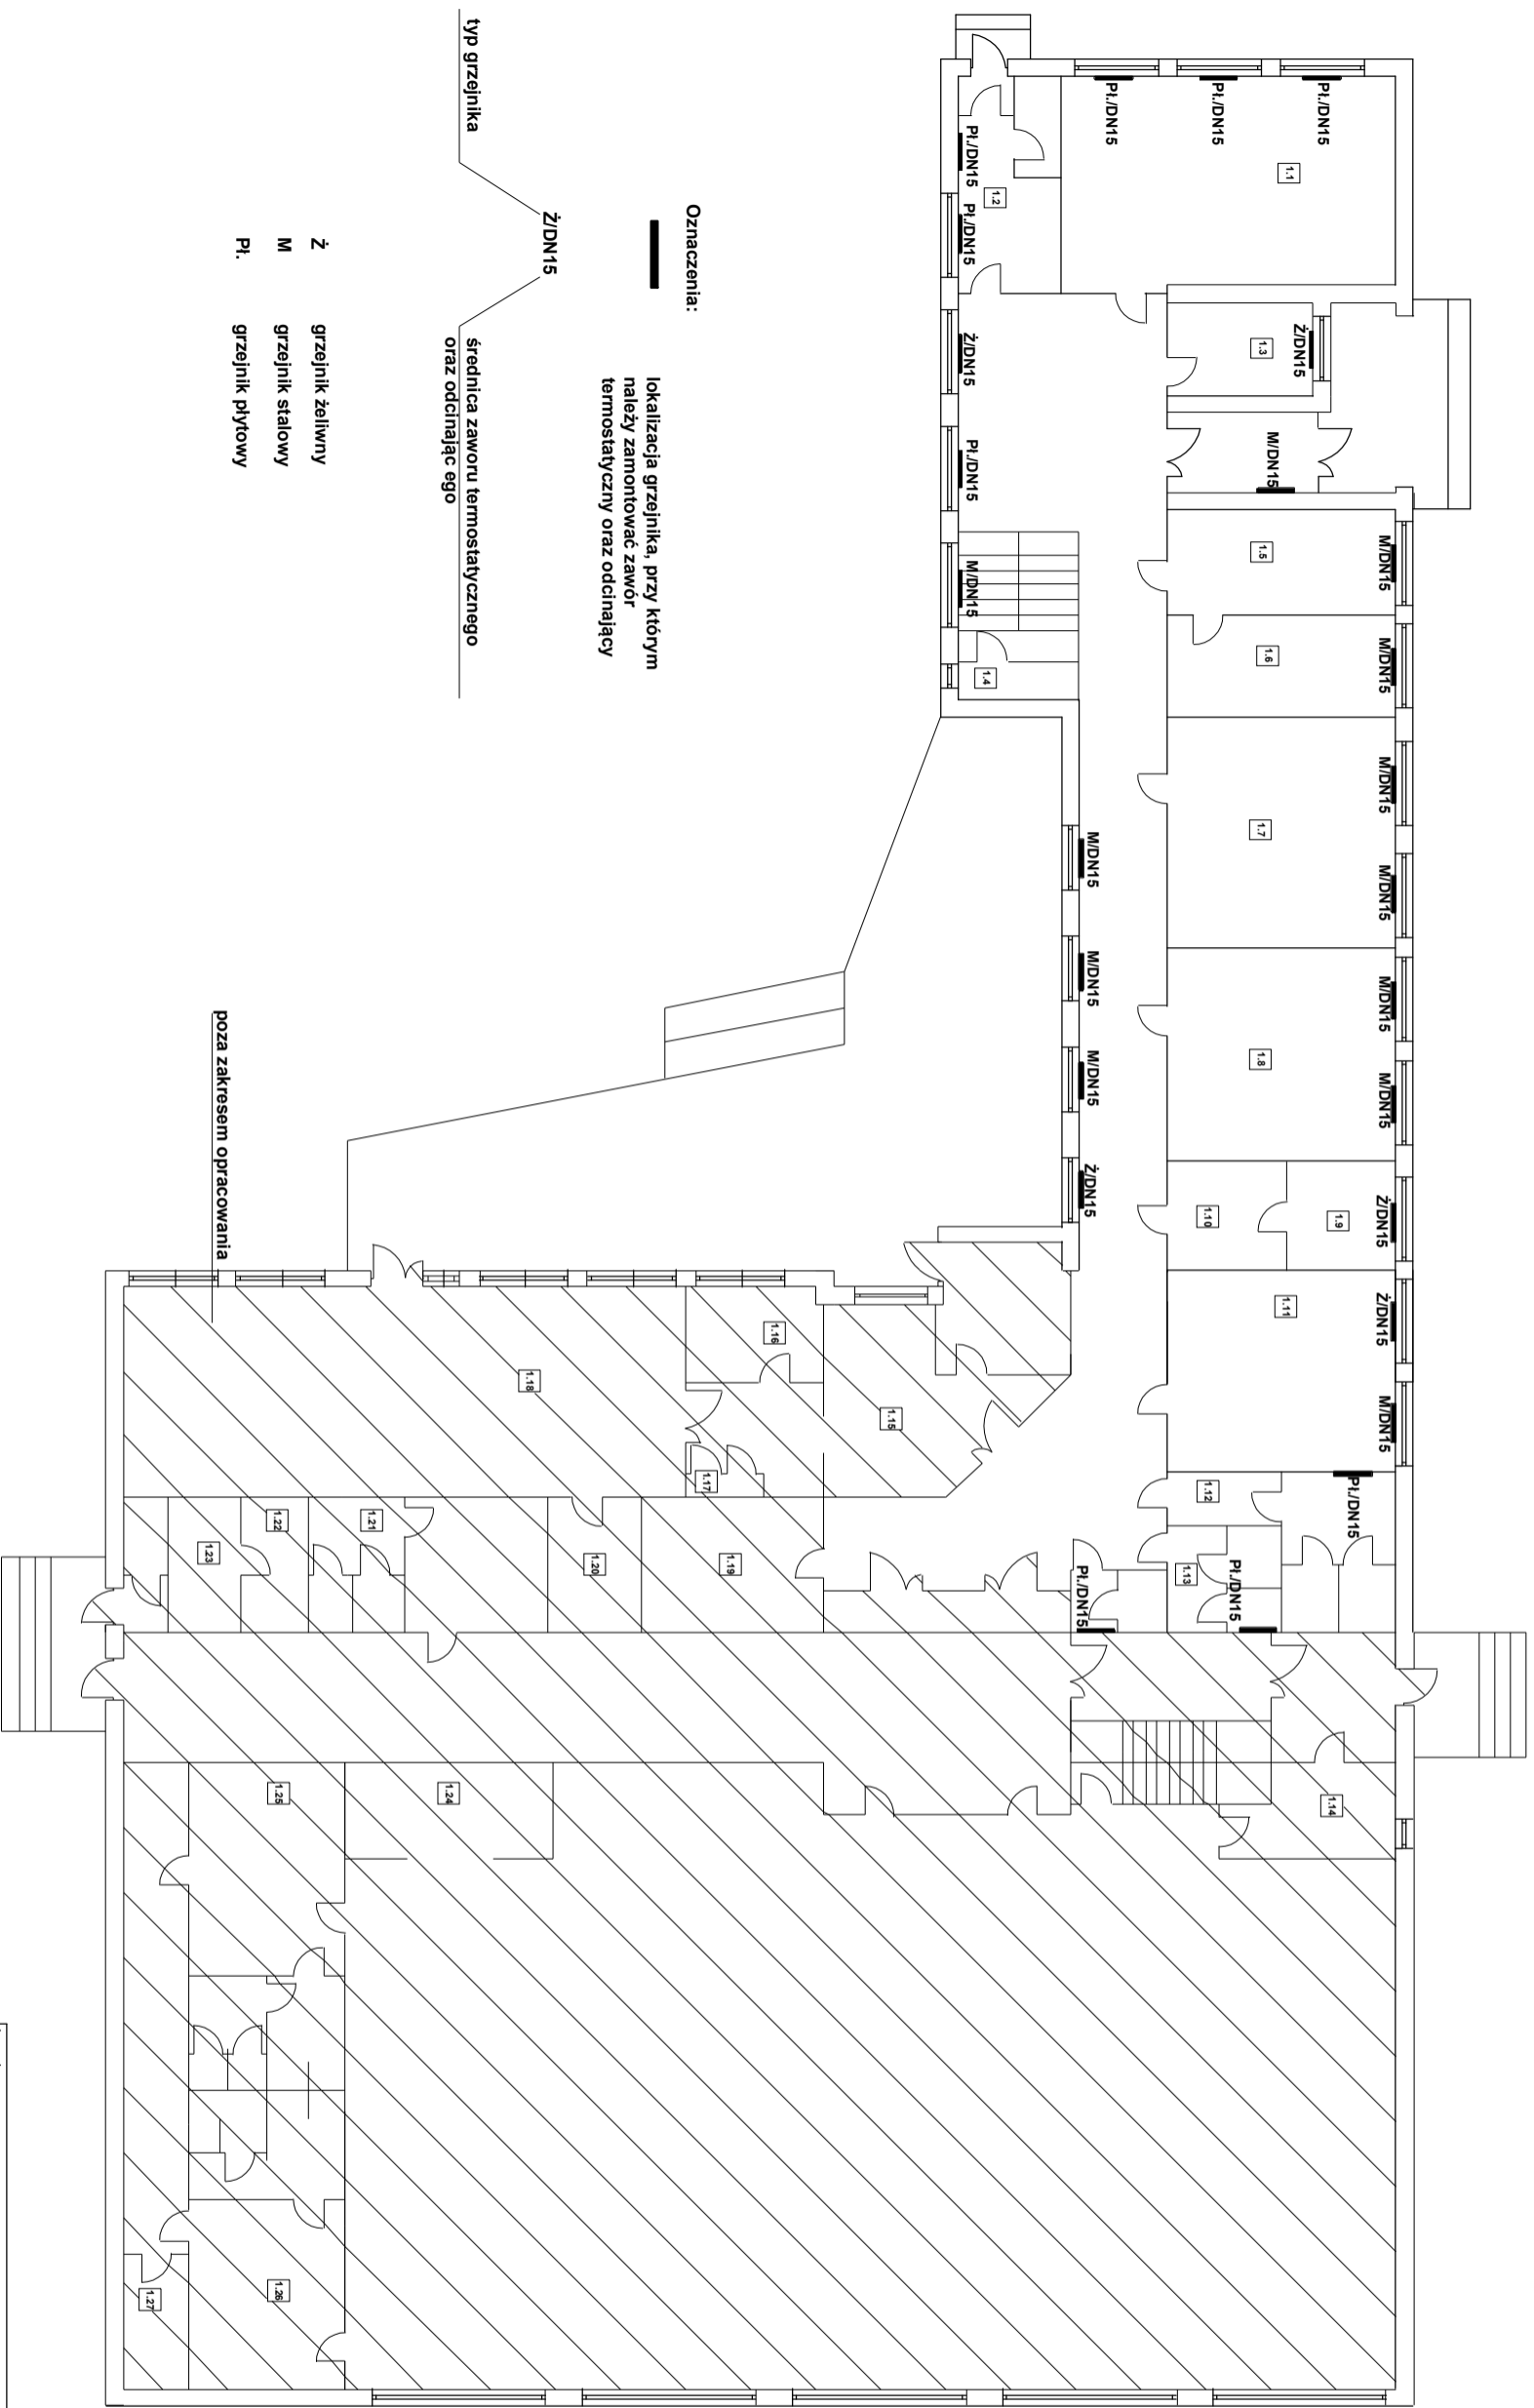 Pł./DN15
Pł./DN15
Pł./DN15
1.1
Pł./DN15
1.2
Pł./DN15
Ż/DN15
1.3
Ż/DN15
Pł./DN15
M/DN15
M/DN15
1.4
M/DN15
1.5
M/DN15
1.6
M/DN15
1.7
M/DN15
M/DN15
1.8
M/DN15
M/DN15
M/DN15
M/DN15
Ż/DN15
Ż/DN15
1.9
1.10
Ż/DN15
1.11
M/DN15
Pł./DN15
1.12
1.13
Pł./DN15
Pł./DN15
1.14
1.15
1.16
1.17
1.18
1.19
1.20
1.21
1.22
1.23
1.24
1.25
1.26
1.27
Oznaczenia:
lokalizacja grzejnika, przy którym
należy zamontować zawór
termostatyczny oraz odcinający
Ż/DN15
typ grzejnika
średnica zaworu termostatycznego
oraz odcinając ego
Ż grzejnik żeliwny
M grzejnik stalowy
Pł. grzejnik płytowy
poza zakresem opracowania